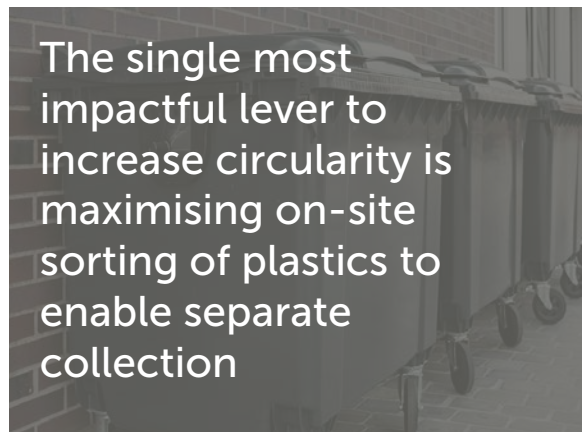 The single most
impactful lever to
increase circularity is
maximising on-site
sorting of plastics to
enable separate
collection